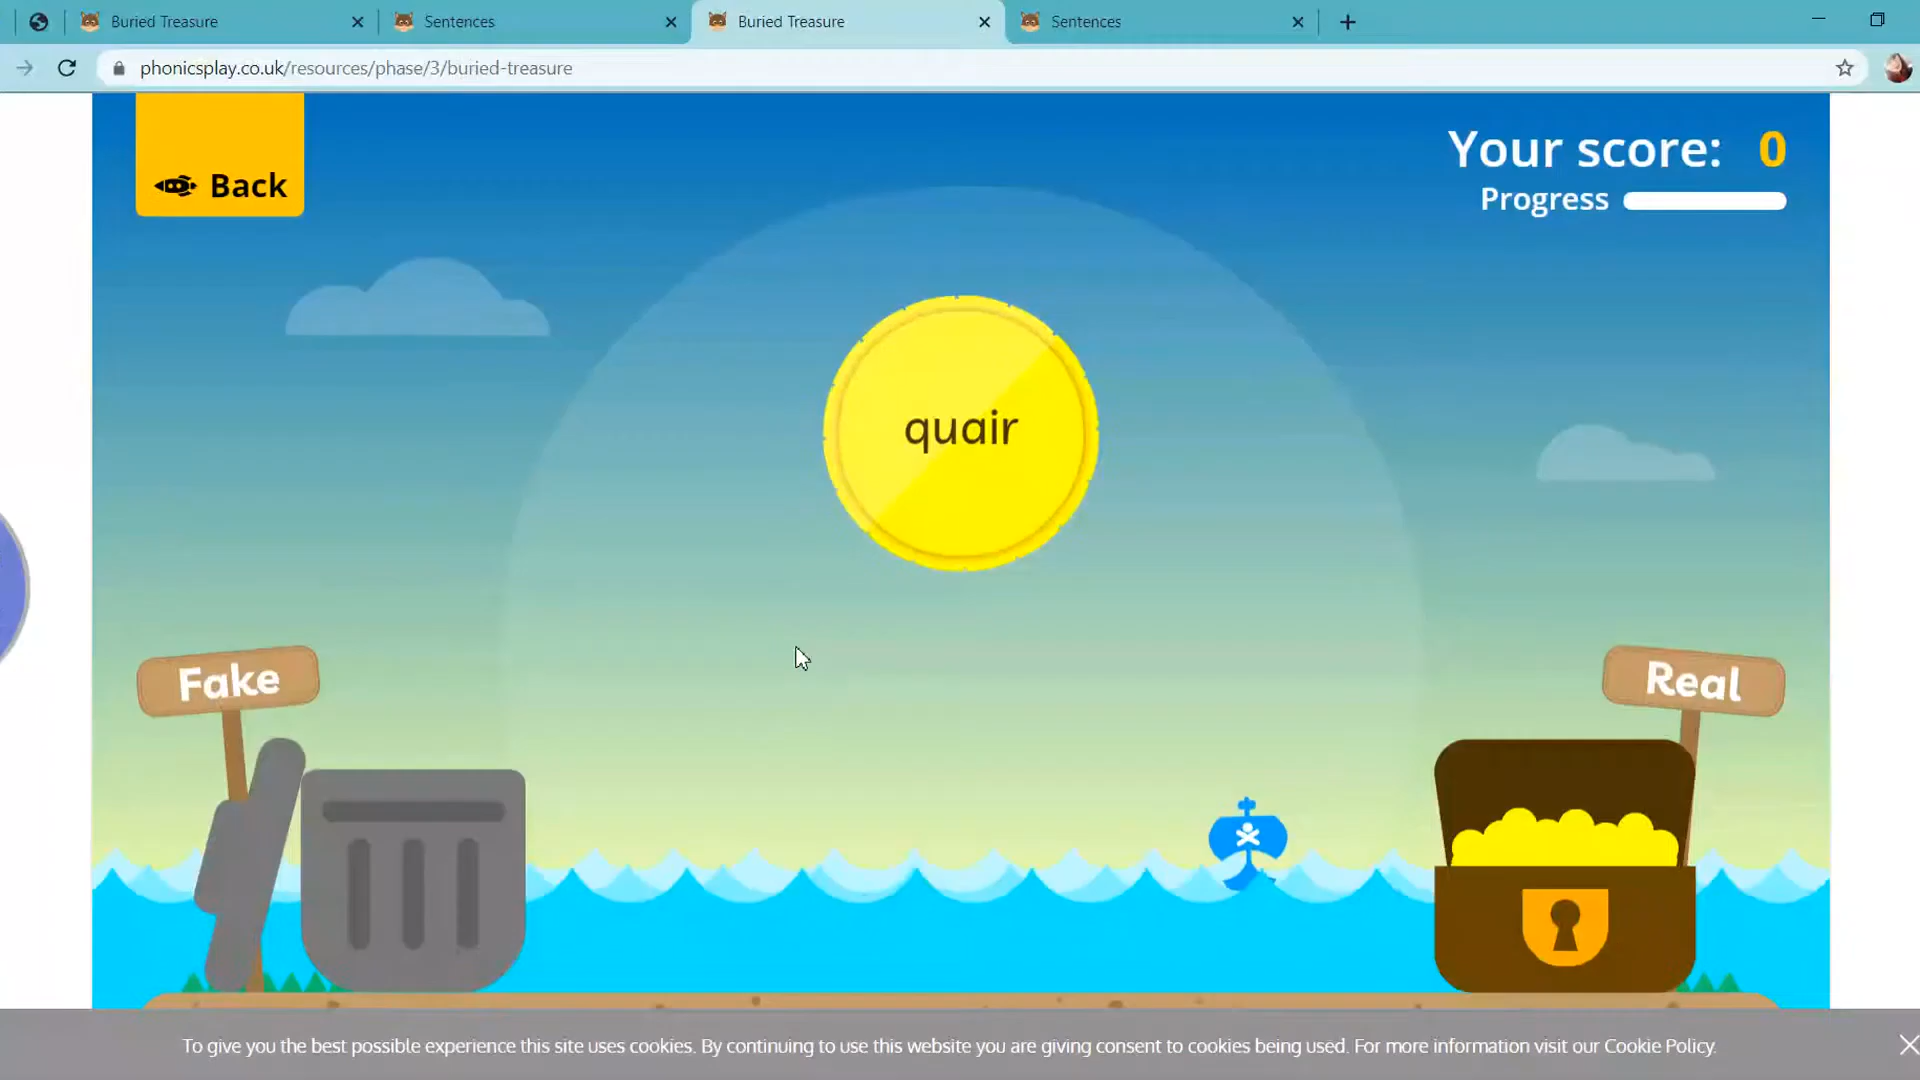 Buried Treasure
Sentences
Buried Treasure
Sentences
phonicsplay.co.uk/resources/phase/3/buried-treasure
Back
Your score: 0
Progress
quair
Fake
Real
To give you the best possible experience this site uses cookies. By continuing to use this website you are giving consent to cookies being used. For more information visit our Cookie Policy.